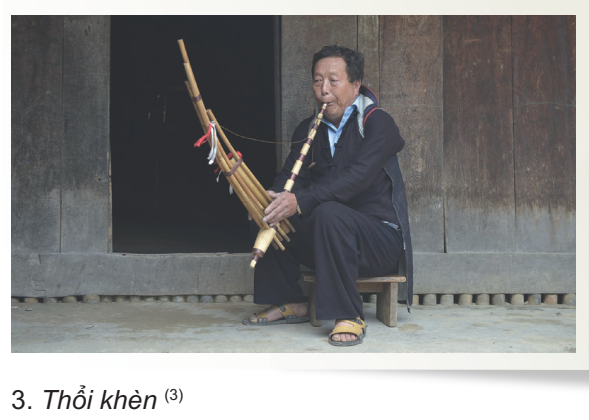 3. Thổi khèn (3)